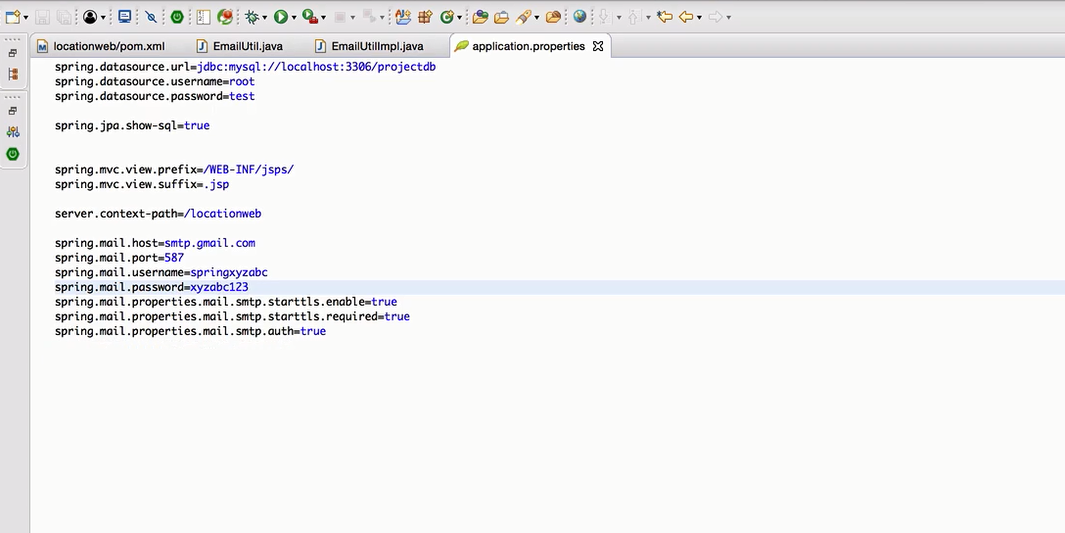 locationweb/pom.xml
EmailUtil.java
EmailUtilImpl.java
application.properties
spring.datasource.url=jdbc:mysql://localhost:3306/projectdb
spring.datasource.username=root
spring.datasource.password=test
spring.jpa.show-sql=true
spring.mvc.view.prefix=/WEB-INF/jsps/
spring.mvc.view.suffix=.jsp
server.context-path=/locationweb
spring.mail.host=smtp.gmail.com
spring.mail.port=587
spring.mail.username=springxyzabc
spring.mail.password=xyzabc123
spring.mail.properties.mail.smtp.starttls.enable=true
spring.mail.properties.mail.smtp.starttls.required=true
spring.mail.properties.mail.smtp.auth=true